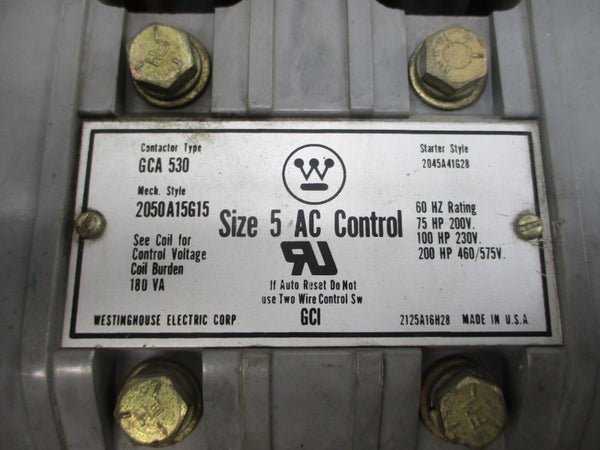 Contactor Type
GCA 530
Mech. Style
2050A15G15
See Coil for
Control Voltage
Coil Burden
180 VA
WESTINGHOUSE ELECTRIC CORP.
W
Size 5 AC Control
RU
If Auto Reset Do Not
use Two Wire Control Sw
GCI
Starter Style
2045A41G28
60 HZ Rating
75 HP 200V.
100 HP 230V.
200 HP 460/575V.
2125A16H28 MADE IN U.S.A.